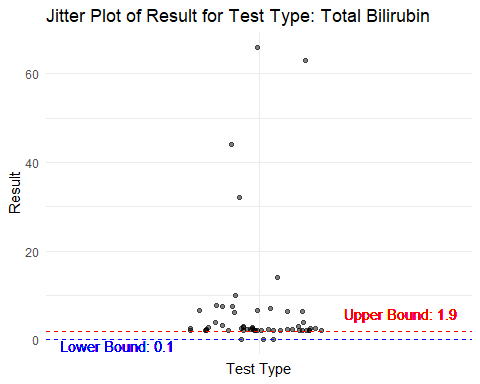 Jitter Plot of Result for Test Type: Total Bilirubin
60
40
20
0
Result
Upper Bound: 1.9
Lower Bound: 0.1
Test Type